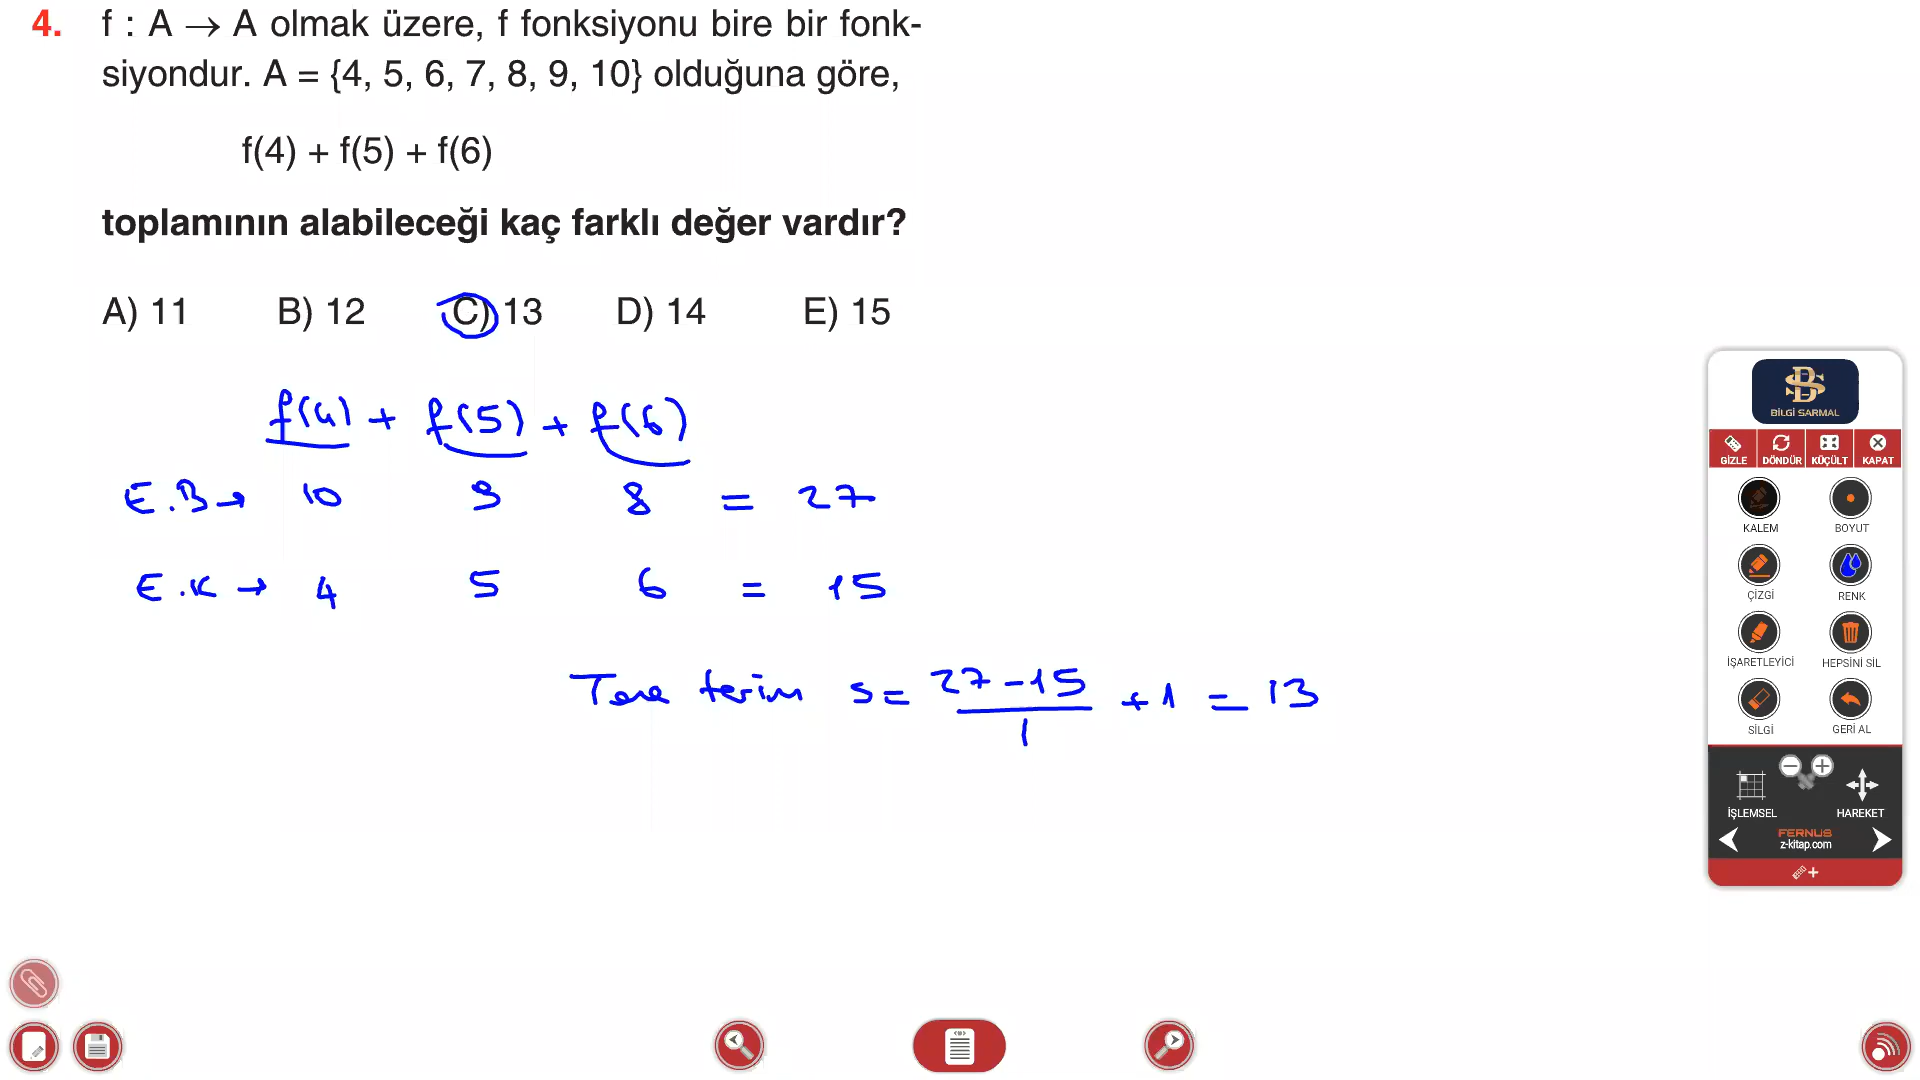 4. f : A → A olmak üzere, f fonksiyonu bire bir fonk-
siyondur. A = {4, 5, 6, 7, 8, 9, 10} olduğuna göre,
f(4) + f(5) + f(6)
toplamının alabileceği kaç farklı değer vardır?
A) 11 B) 12 C) 13 D) 14 E) 15
f(4) + f(5) + f(6)
E.B → 10 9 8 = 27
E.K → 4 5 6 = 15
Tane terim s = 27 - 15 / 1 + 1 = 13
BİLGİ SARMAL
GİZLE DÖNDÜR KÜÇÜLT KAPAT
KALEM BOYUT
ÇİZGİ RENK
İŞARETLEYİCİ HEPSİNİ SİL
SİLGİ GERİ AL
İŞLEMSEL HAREKET
FERNUS
z-kitap.com